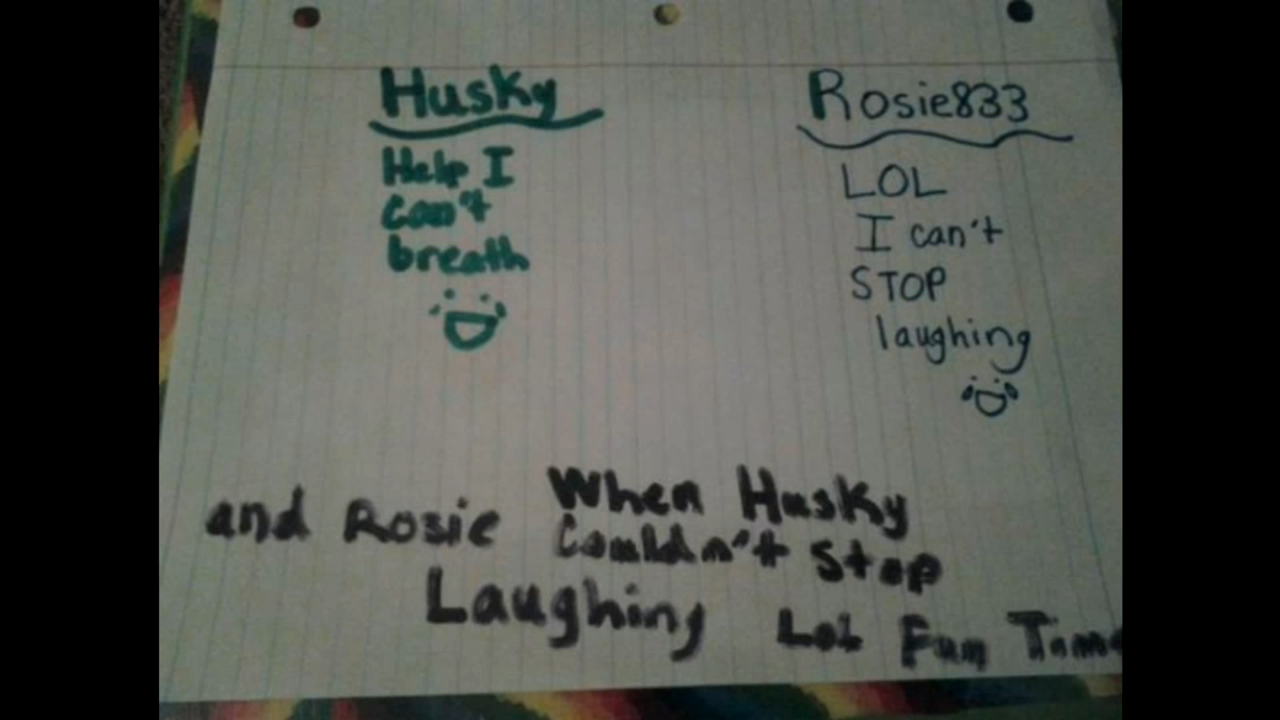 Husky
Help I
can't
breath
Rosie833
LOL
I can't
STOP
laughing
When Husky
and Rosie Couldn't Stop
Laughing Lol Fun Time